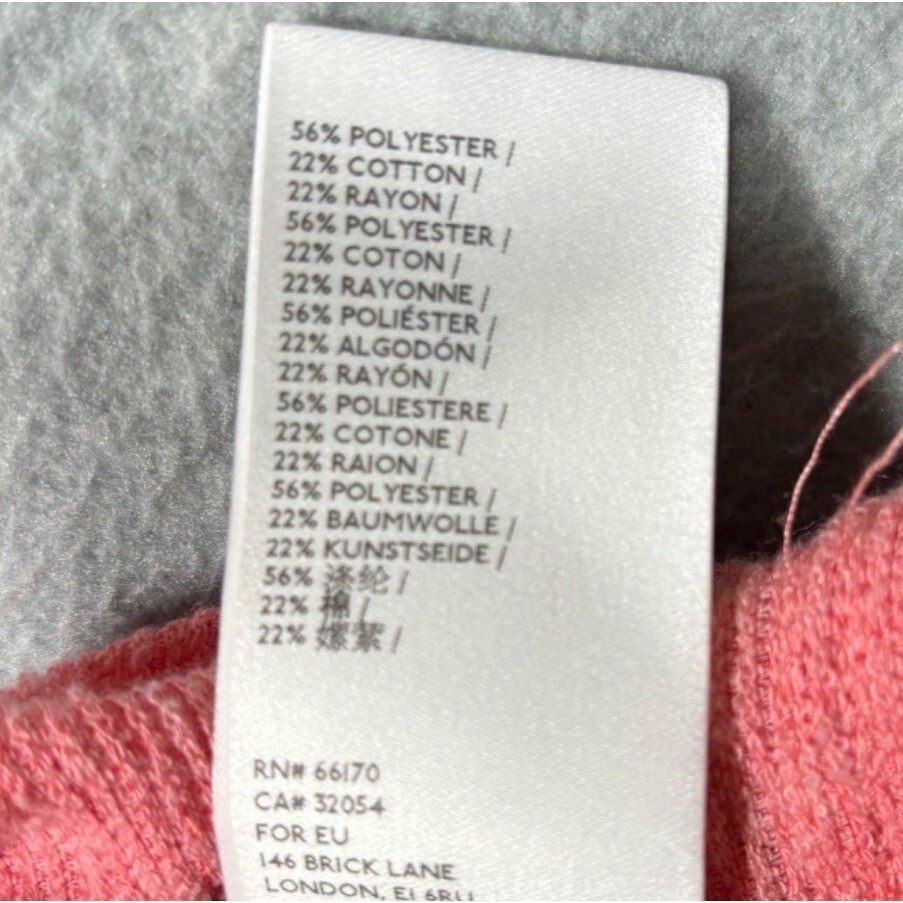 56% POLYESTER /
22% COTTON /
22% RAYON /
56% POLYESTER /
22% COTON /
22% RAYONNE /
56% POLIÉSTER /
22% ALGODÓN /
22% RAYÓN /
56% POLIESTERE /
22% COTONE /
22% RAION /
56% POLYESTER /
22% BAUMWOLLE /
22% KUNSTSEIDE /
56% 涤纶 /
22% 棉 /
22% /
RN# 66170
CA# 32054
FOR EU
146 BRICK LANE
LONDON, E1 6RU